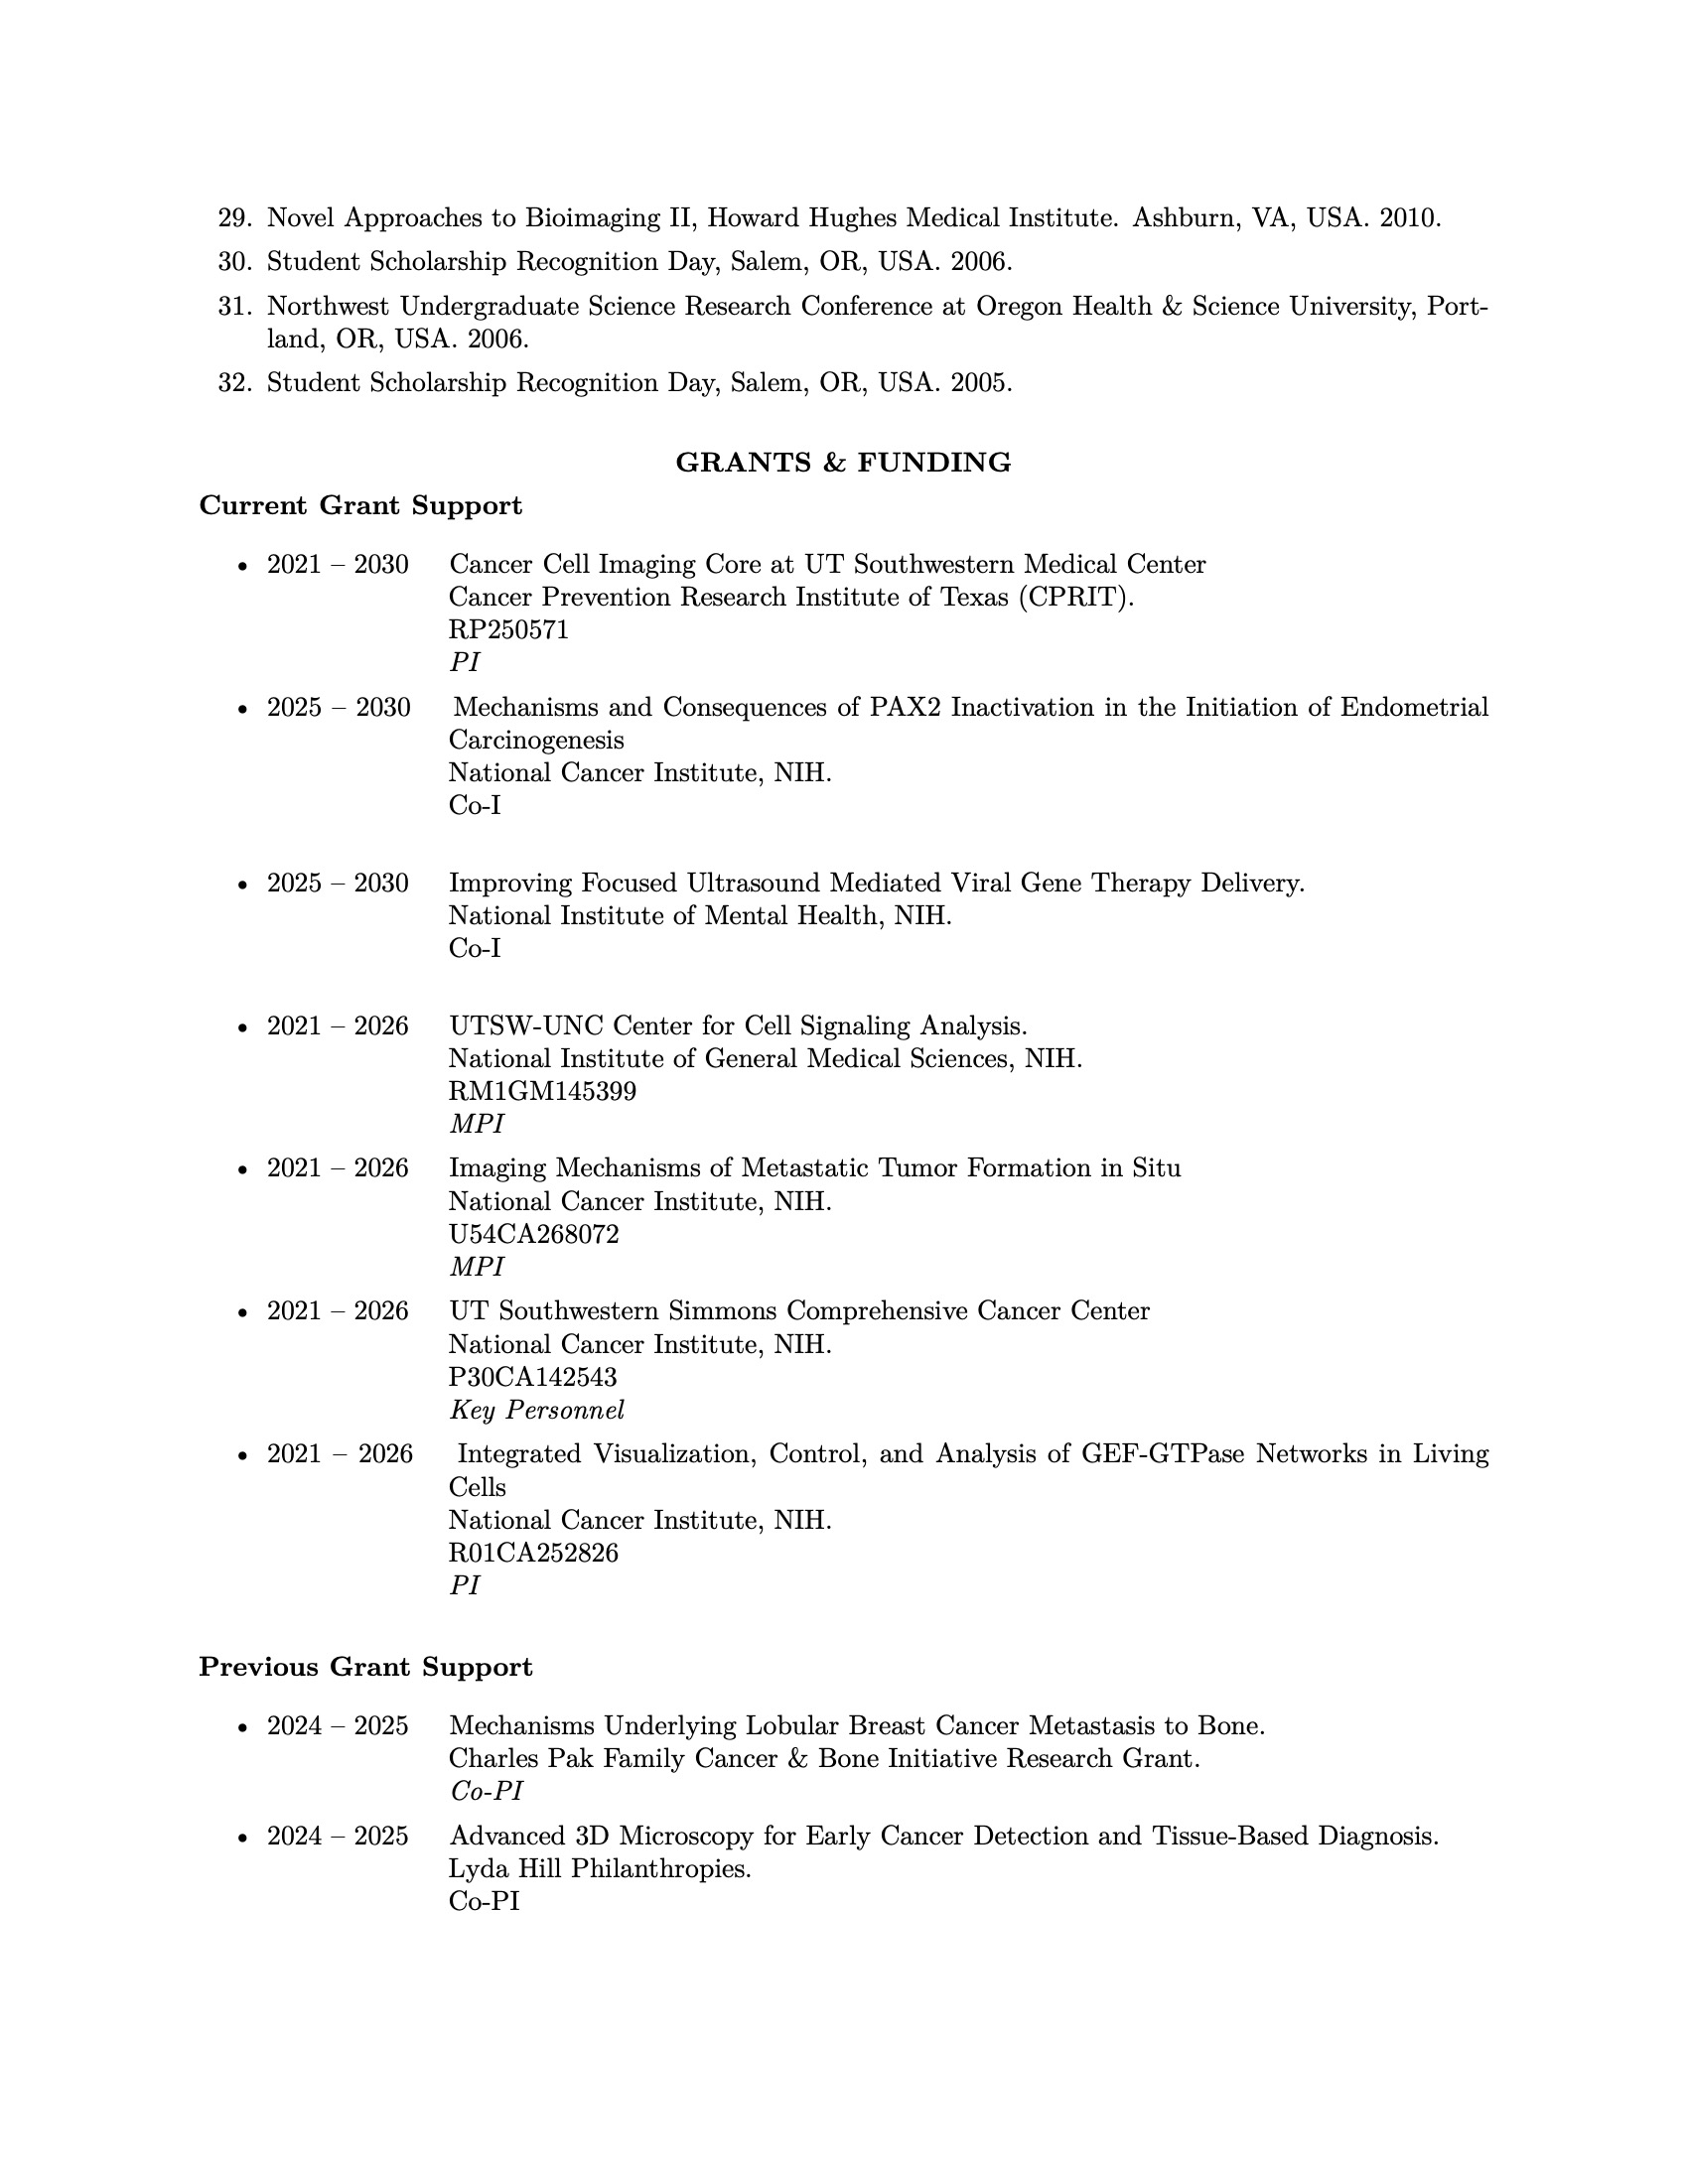 29. Novel Approaches to Bioimaging II, Howard Hughes Medical Institute. Ashburn, VA, USA. 2010.
30. Student Scholarship Recognition Day, Salem, OR, USA. 2006.
31. Northwest Undergraduate Science Research Conference at Oregon Health & Science University, Port-
land, OR, USA. 2006.
32. Student Scholarship Recognition Day, Salem, OR, USA. 2005.
GRANTS & FUNDING
Current Grant Support
• 2021 – 2030 Cancer Cell Imaging Core at UT Southwestern Medical Center
Cancer Prevention Research Institute of Texas (CPRIT).
RP250571
PI
• 2025 – 2030 Mechanisms and Consequences of PAX2 Inactivation in the Initiation of Endometrial
Carcinogenesis
National Cancer Institute, NIH.
Co-I
• 2025 – 2030 Improving Focused Ultrasound Mediated Viral Gene Therapy Delivery.
National Institute of Mental Health, NIH.
Co-I
• 2021 – 2026 UTSW-UNC Center for Cell Signaling Analysis.
National Institute of General Medical Sciences, NIH.
RM1GM145399
MPI
• 2021 – 2026 Imaging Mechanisms of Metastatic Tumor Formation in Situ
National Cancer Institute, NIH.
U54CA268072
MPI
• 2021 – 2026 UT Southwestern Simmons Comprehensive Cancer Center
National Cancer Institute, NIH.
P30CA142543
Key Personnel
• 2021 – 2026 Integrated Visualization, Control, and Analysis of GEF-GTPase Networks in Living
Cells
National Cancer Institute, NIH.
R01CA252826
PI
Previous Grant Support
• 2024 – 2025 Mechanisms Underlying Lobular Breast Cancer Metastasis to Bone.
Charles Pak Family Cancer & Bone Initiative Research Grant.
Co-PI
• 2024 – 2025 Advanced 3D Microscopy for Early Cancer Detection and Tissue-Based Diagnosis.
Lyda Hill Philanthropies.
Co-PI